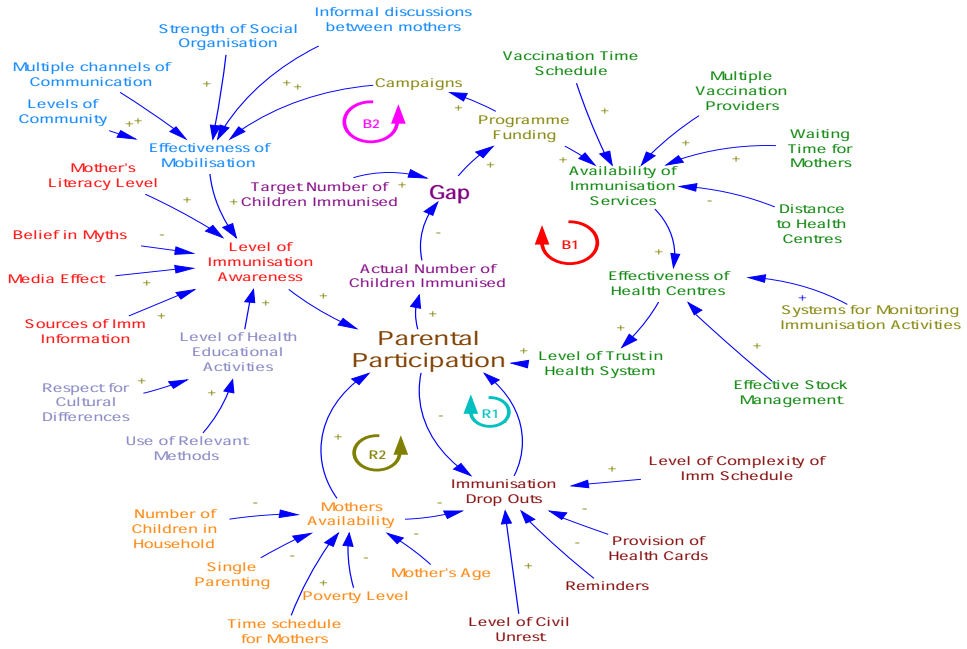 Informal discussions
between mothers
Strength of Social
Organisation
Multiple channels of
Communication
Levels of
Community
Campaigns
B2
Effectiveness of
Mobilisation
Vaccination Time
Schedule
Multiple
Vaccination
Providers
Programme
Funding
Waiting
Time for
Mothers
Availability of
Immunisation
Services
Mother's
Literacy Level
Target Number of
Children Immunised
Gap
Distance
to Health
Centres
B1
Belief in Myths
Level of
Immunisation
Awareness
Media Effect
Actual Number of
Children Immunised
Effectiveness of
Health Centres
Systems for Monitoring
Immunisation Activities
Sources of Imm
Information
Level of Health
Educational
Activities
Parental
Participation
Level of Trust in
Health System
Effective Stock
Management
Respect for
Cultural
Differences
Use of Relevant
Methods
R1
R2
Level of Complexity of
Imm Schedule
Immunisation
Drop Outs
Mothers
Availability
Number of
Children in
Household
Provision of
Health Cards
Single
Parenting
Mother's Age
Reminders
Poverty Level
Time schedule
for Mothers
Level of Civil
Unrest